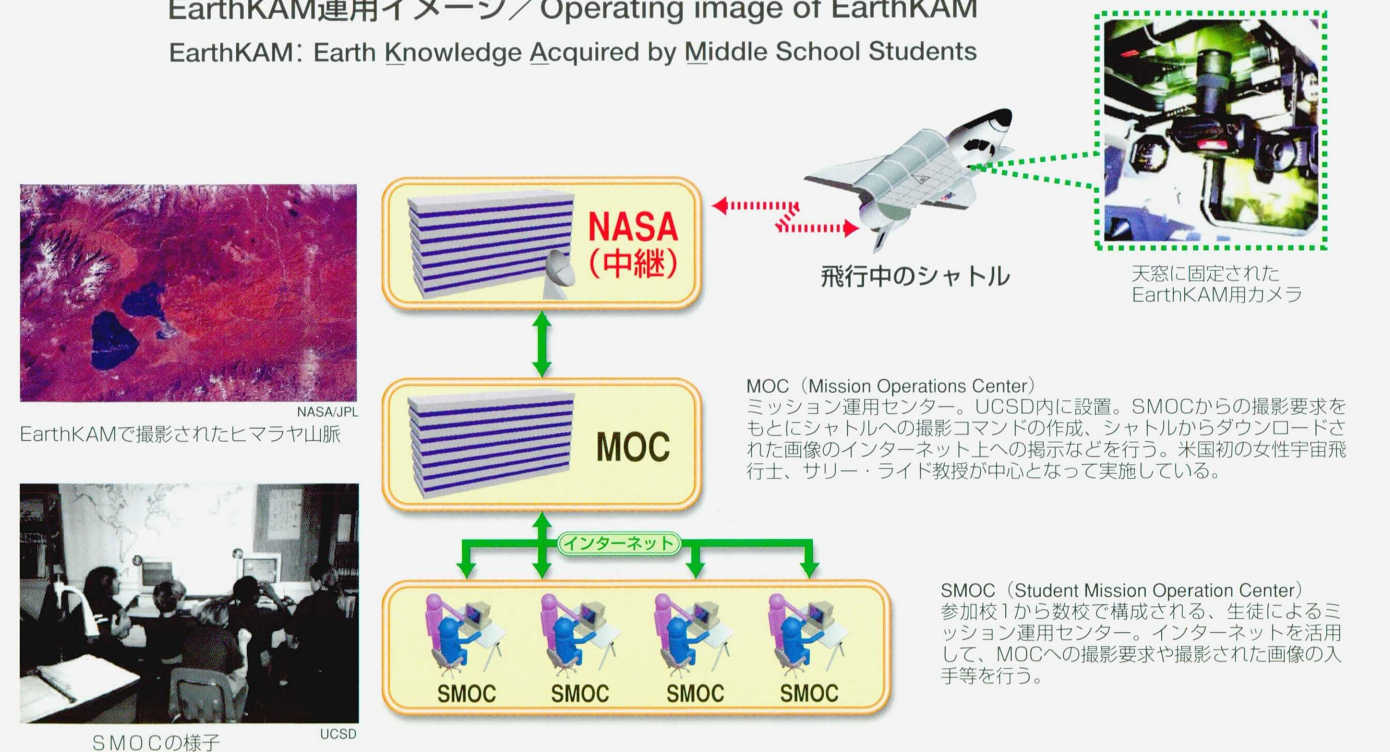 EarthKAM運用イメージ／Operating image of EarthKAM
EarthKAM: Earth Knowledge Acquired by Middle School Students
NASA
（中継）
飛行中のシャトル
天窓に固定された
EarthKAM用カメラ
NASA/JPL
EarthKAMで撮影されたヒマラヤ山脈
MOC
MOC（Mission Operations Center）
ミッション運用センター。UCSD内に設置。SMOCからの撮影要求を
もとにシャトルへの撮影コマンドの作成、シャトルからダウンロードさ
れた画像のインターネット上への掲示などを行う。米国初の女性宇宙飛
行士、サリー・ライド教授が中心となって実施している。
インターネット
SMOC SMOC SMOC SMOC
SMOC（Student Mission Operation Center）
参加校1から数校で構成される、生徒によるミ
ッション運用センター。インターネットを活用
して、MOCへの撮影要求や撮影された画像の入
手等を行う。
UCSD
SMOCの様子